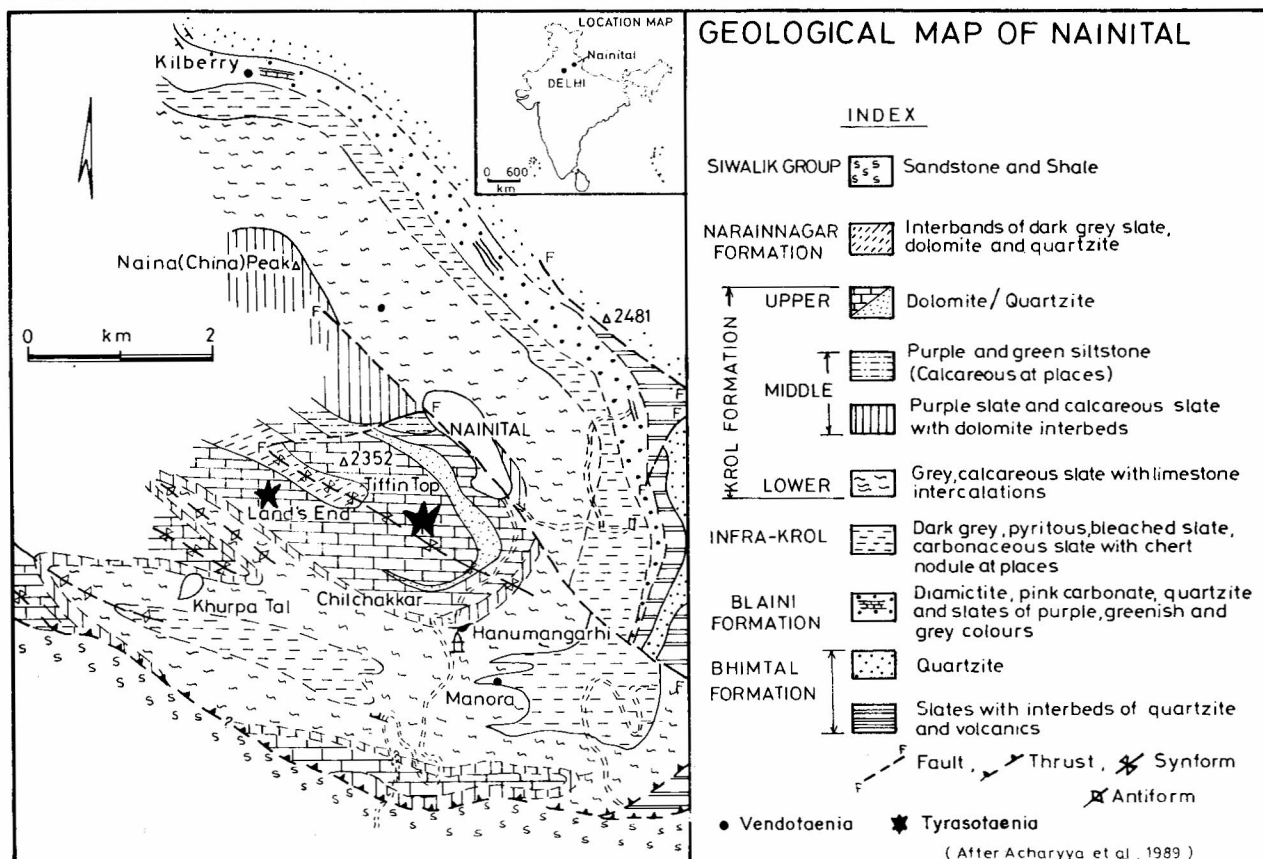 GEOLOGICAL MAP OF NAINITAL
LOCATION MAP
Nainital
DELHI
0 600
km
Kilberry
Naina(China)Peak
F
0 km 2
F
2481
F
NAINITAL
F
2352
Tiffin Top
Land's End
F
F
Khurpa Tal
Chilchakkar
Hanumangarhi
Manora
F
?
S S S S S
INDEX
SIWALIK GROUP
S S S S S
Sandstone and Shale
NARAINNAGAR
FORMATION
Interbands of dark grey slate,
dolomite and quartzite
KROL FORMATION
UPPER
Dolomite/ Quartzite
MIDDLE
Purple and green siltstone
(Calcareous at places)
Purple slate and calcareous slate
with dolomite interbeds
LOWER
Grey, calcareous slate with limestone
intercalations
INFRA-KROL
Dark grey, pyritous, bleached slate,
carbonaceous slate with chert
nodule at places
BLAINI
FORMATION
Diamictite, pink carbonate, quartzite
and slates of purple, greenish and
grey colours
BHIMTAL
FORMATION
Quartzite
Slates with interbeds of quartzite
and volcanics
F F Fault, Thrust, Synform
Antiform
Vendotaenia Tyrasotaenia
(After Acharyya et al, 1989)